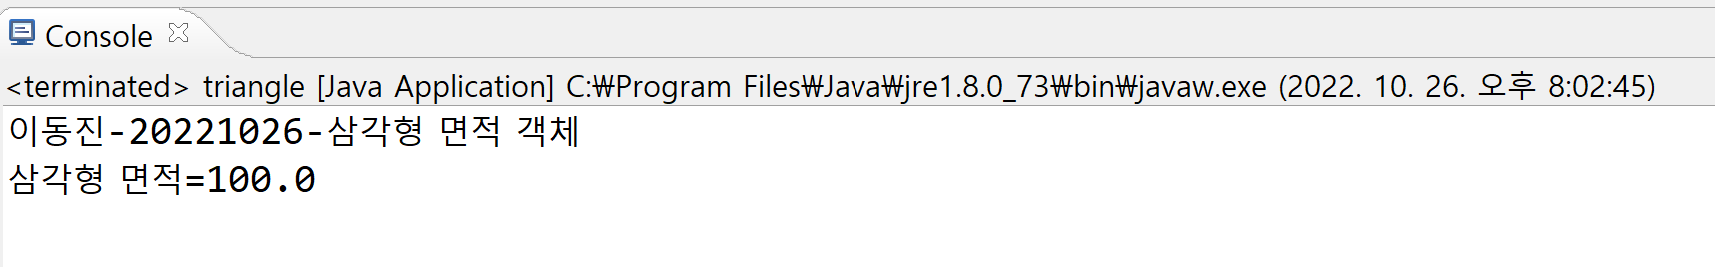 Console
<terminated> triangle [Java Application] C:₩Program Files₩Java₩jre1.8.0_73₩bin₩javaw.exe (2022. 10. 26. 오후 8:02:45)
이동진-20221026-삼각형 면적 객체
삼각형 면적=100.0